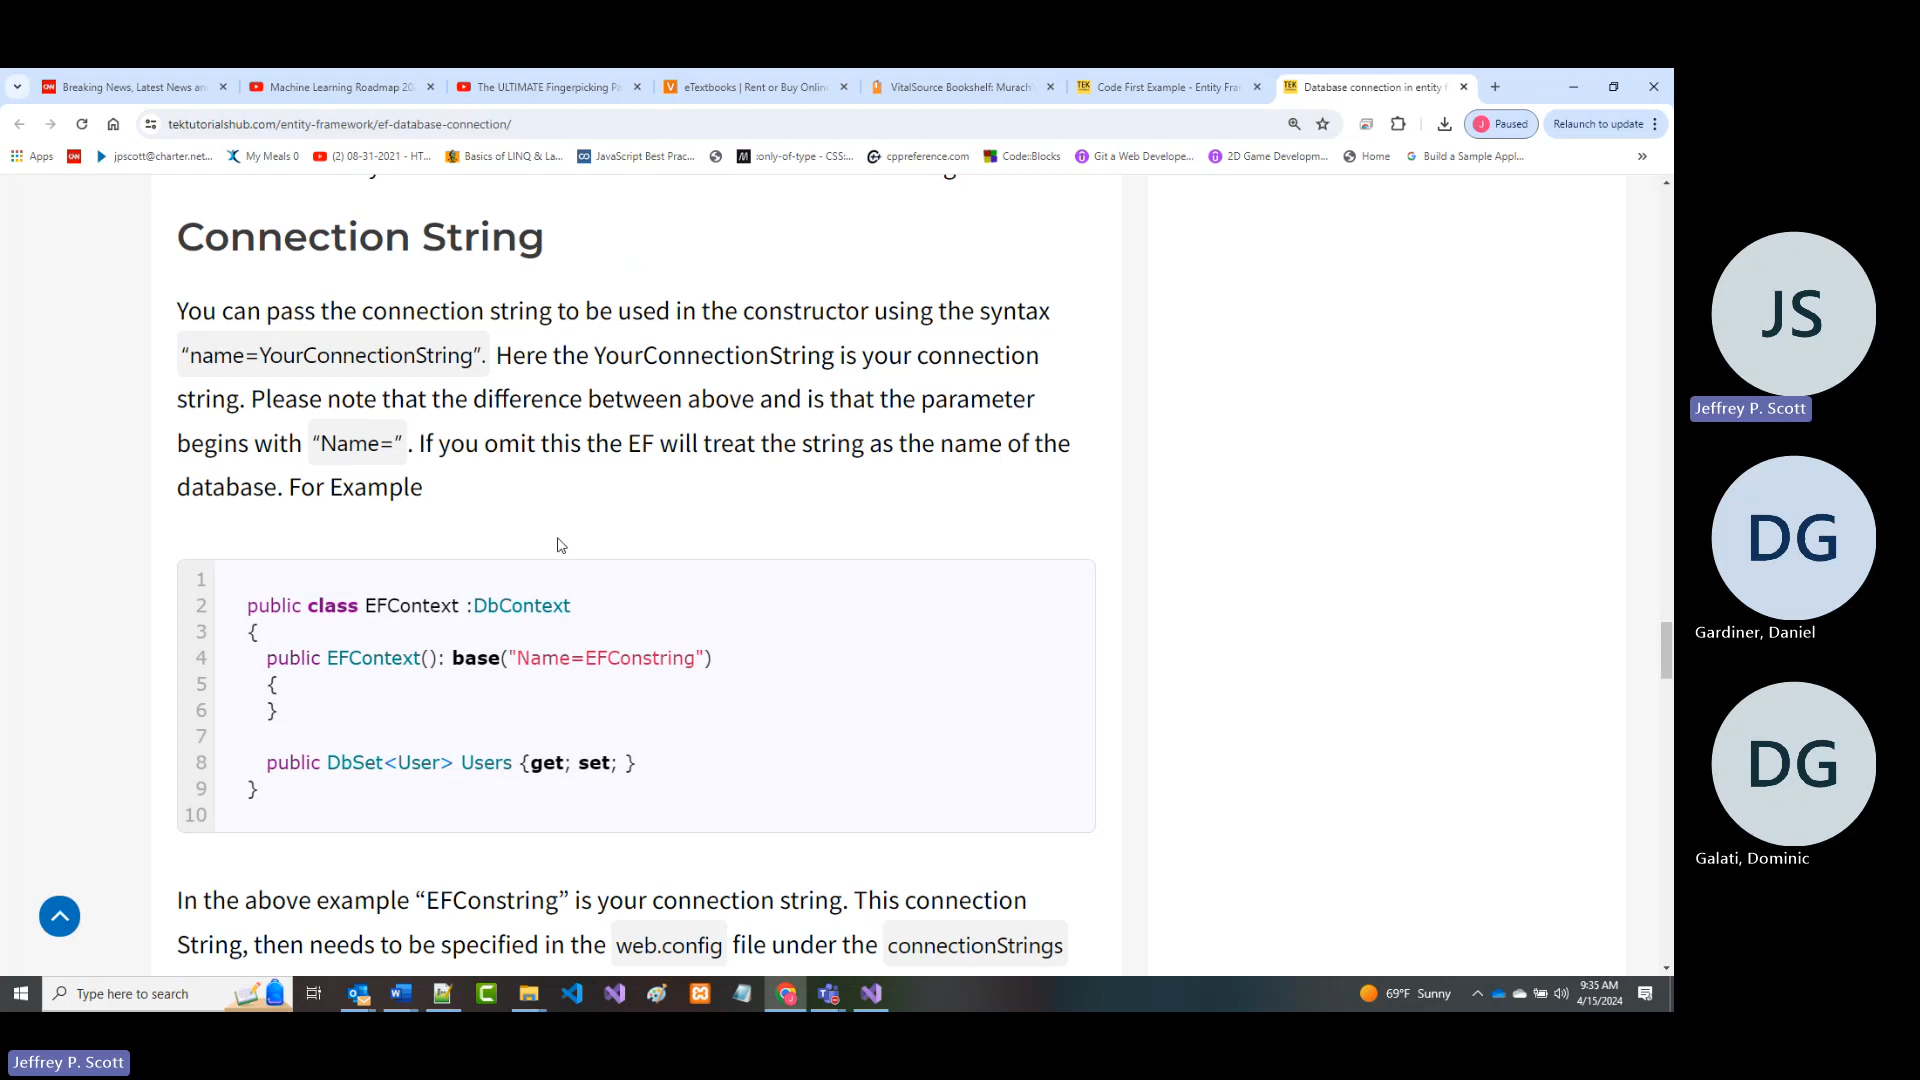 Breaking News, Latest News an
Machine Learning Roadmap 20
The ULTIMATE Fingerpicking Pa
eTextbooks | Rent or Buy Onlin
VitalSource Bookshelf: Murach'
TEK
Code First Example - Entity Fra
TEK
Database connection in entity f
tektutorialshub.com/entity-framework/ef-database-connection/
J
Paused
Relaunch to update
Apps
CNN
jpscott@charter.net...
My Meals 0
(2) 08-31-2021 - HT...
Basics of LINQ & La...
JavaScript Best Prac...
:only-of-type - CSS:...
cppreference.com
Code::Blocks
Git a Web Develope...
2D Game Developm...
Home
Build a Sample Appl...
»
Connection String
You can pass the connection string to be used in the constructor using the syntax
“name=YourConnectionString”. Here the YourConnectionString is your connection
string. Please note that the difference between above and is that the parameter
begins with “Name=” . If you omit this the EF will treat the string as the name of the
database. For Example
1
2 public class EFContext :DbContext
3 {
4 public EFContext(): base("Name=EFConstring")
5 {
6 }
7
8 public DbSet<User> Users {get; set; }
9 }
10
In the above example “EFConstring” is your connection string. This connection
String, then needs to be specified in the web.config file under the connectionStrings
Type here to search
69°F Sunny
9:35 AM
4/15/2024
JS
Jeffrey P. Scott
DG
Gardiner, Daniel
DG
Galati, Dominic
Jeffrey P. Scott